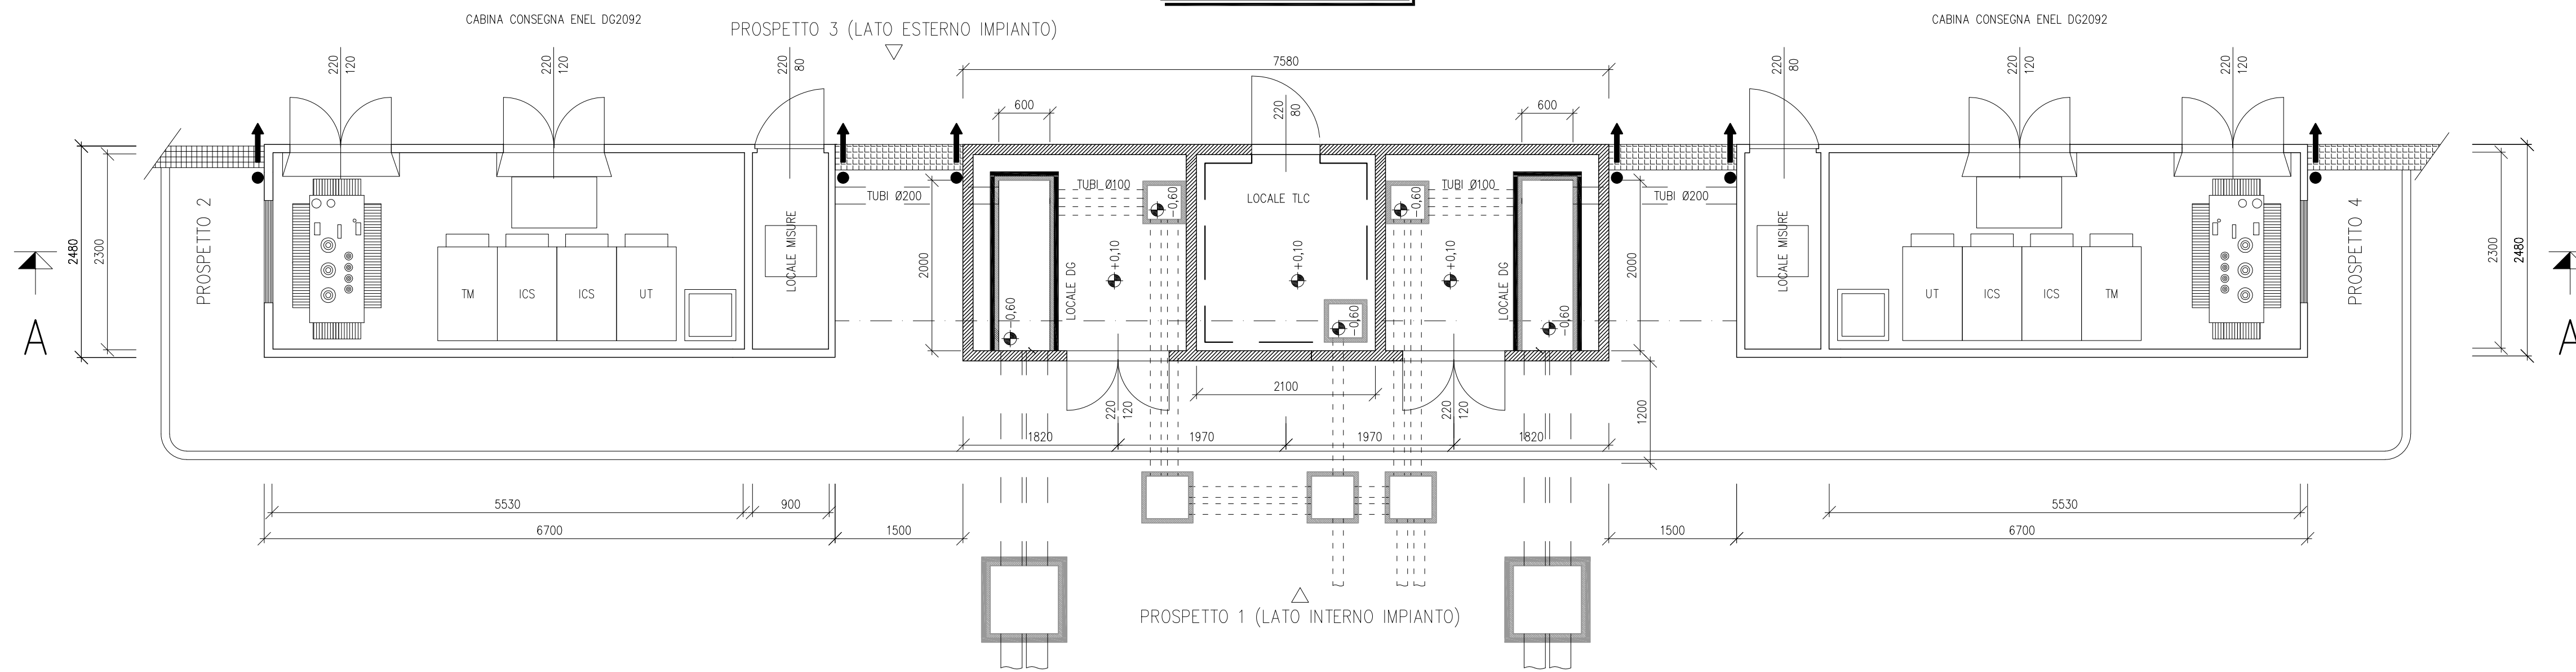 CABINA CONSEGNA ENEL DG2092
PROSPETTO 3 (LATO ESTERNO IMPIANTO)
CABINA CONSEGNA ENEL DG2092
220
120
220
120
220
80
7580
600
220
80
600
220
80
220
120
220
120
2480
2300
PROSPETTO 2
TM
ICS
ICS
UT
LOCALE MISURE
TUBI Ø200
2000
TUBI Ø100
-0,60
+0,10
LOCALE DG
-0,60
LOCALE TLC
+0,10
-0,60
TUBI Ø100
-0,60
+0,10
LOCALE DG
-0,60
2000
TUBI Ø200
LOCALE MISURE
UT
ICS
ICS
TM
PROSPETTO 4
2300
2480
A
A
2100
220
120
220
120
1200
1820
1970
1970
1820
5530
900
6700
1500
1500
5530
6700
PROSPETTO 1 (LATO INTERNO IMPIANTO)